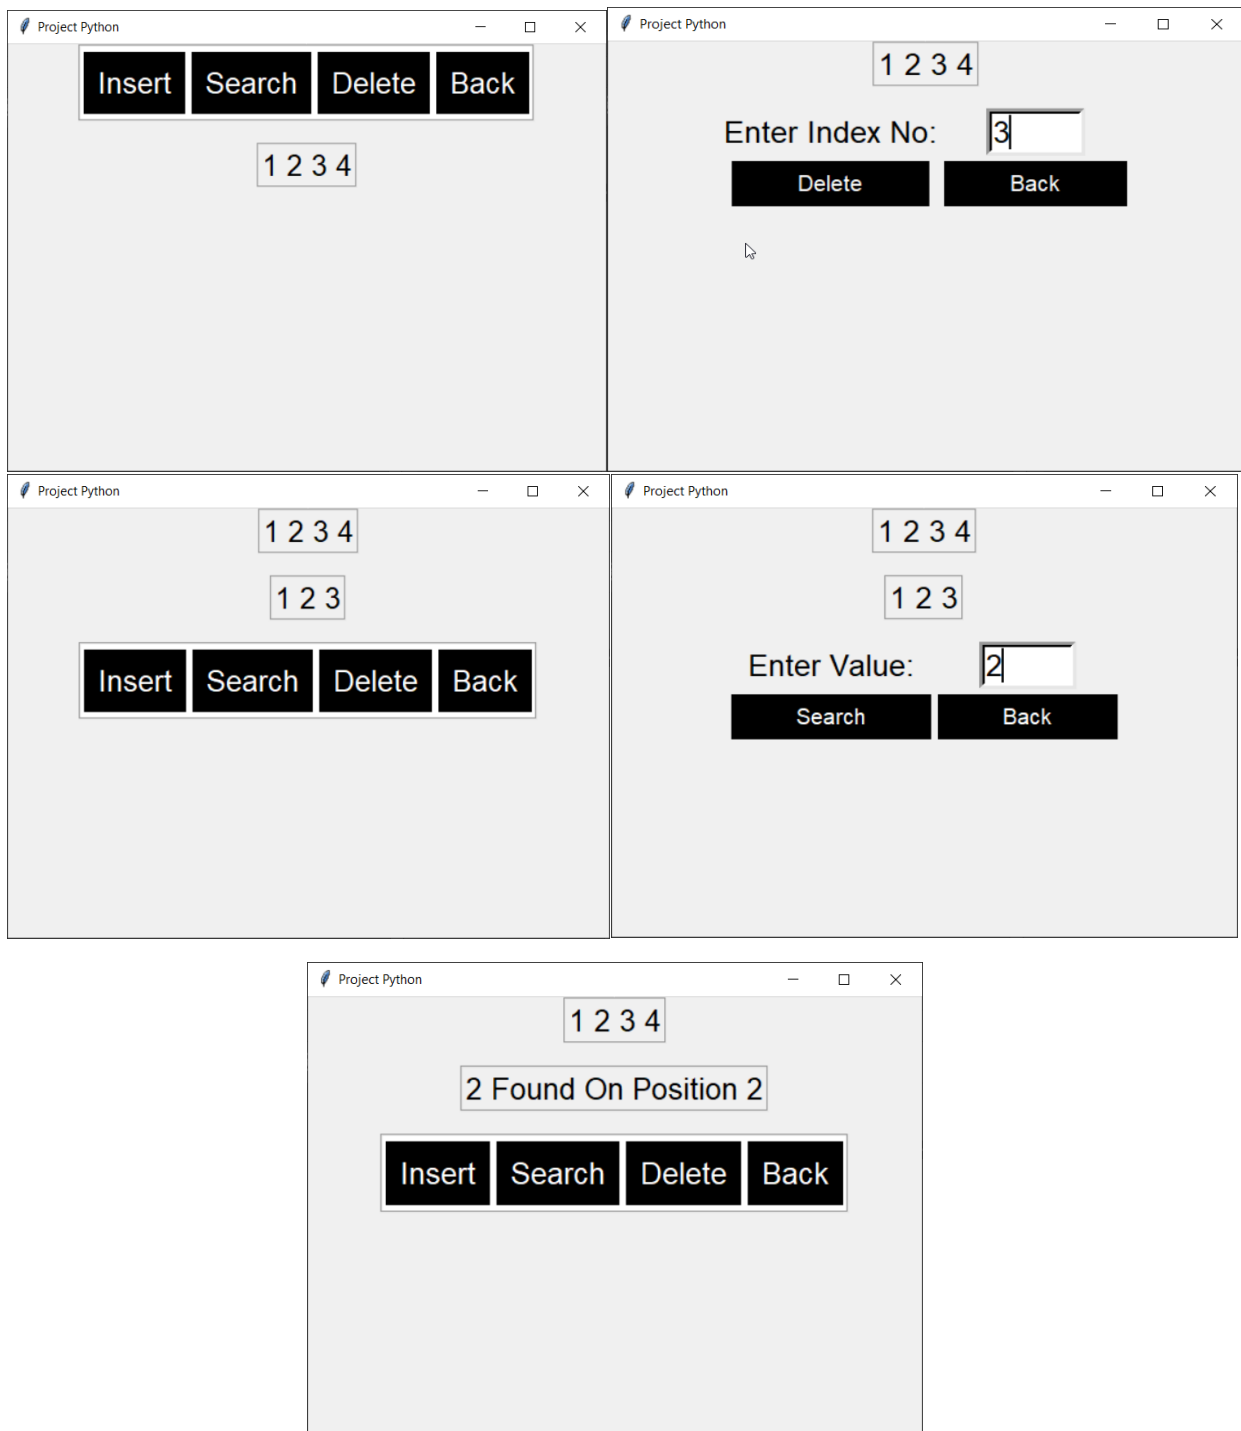 Project Python
Insert Search Delete Back
1 2 3 4
Project Python
1 2 3 4
Enter Index No: 3
Delete Back
Project Python
1 2 3 4
1 2 3
Insert Search Delete Back
Project Python
1 2 3 4
1 2 3
Enter Value: 2
Search Back
Project Python
1 2 3 4
2 Found On Position 2
Insert Search Delete Back